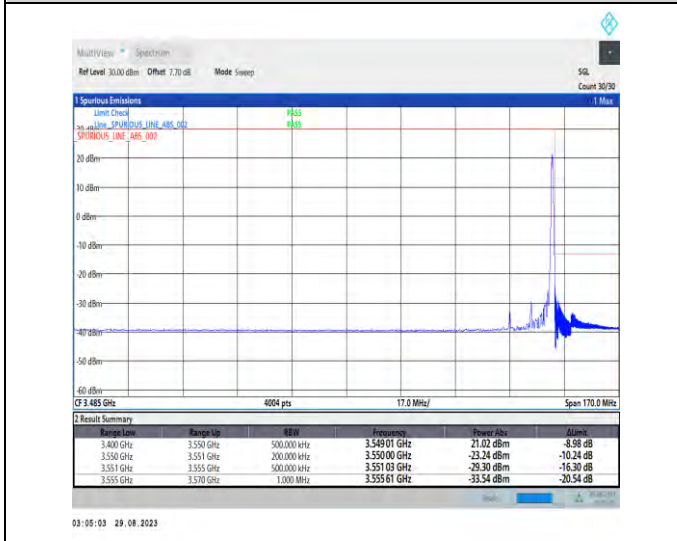 MultiView Spectrum
Ref Level 30.00 dBm Offset 7.70 dB Mode Sweep SGL
Count 30/30
1 Spurious Emissions 1 Max
Limit Check PASS
Line _SPURIOUS_LINE_ABS_002 PASS
_SPURIOUS_LINE_ABS_002
20 dBm
10 dBm
0 dBm
-10 dBm
-20 dBm
-30 dBm
-40 dBm
-50 dBm
-60 dBm
CF 3.485 GHz 4004 pts 17.0 MHz/ Span 170.0 MHz
2 Result Summary
Range Low Range Up RBW Frequency Power Abs ΔLimit
3.400 GHz 3.550 GHz 500.000 kHz 3.549 01 GHz 21.02 dBm -8.98 dB
3.550 GHz 3.551 GHz 200.000 kHz 3.550 00 GHz -23.24 dBm -10.24 dB
3.551 GHz 3.555 GHz 500.000 kHz 3.551 03 GHz -29.30 dBm -16.30 dB
3.555 GHz 3.570 GHz 1.000 MHz 3.555 61 GHz -33.54 dBm -20.54 dB
03:05:03 29.08.2023